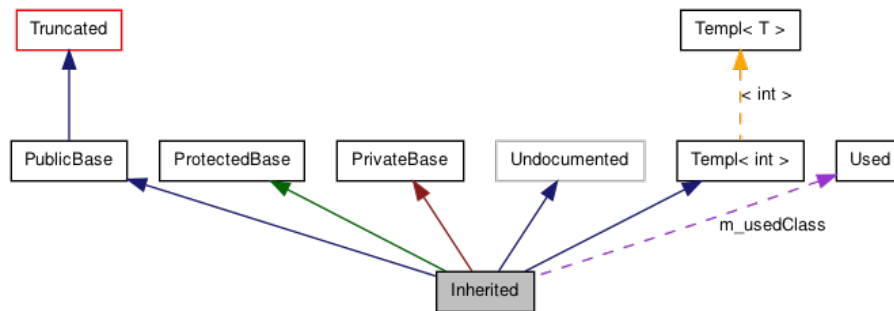 Truncated
Templ< T >
< int >
PublicBase
ProtectedBase
PrivateBase
Undocumented
Templ< int >
Used
m_usedClass
Inherited